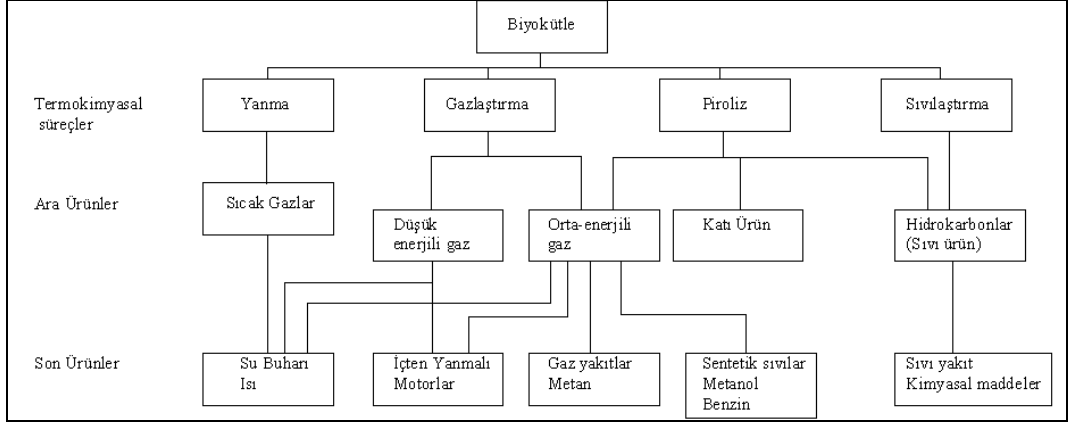 Biyokütle
Termokimyasal
süreçler
Yanma
Gazlaştırma
Piroliz
Sıvılaştırma
Ara Ürünler
Sıcak Gazlar
Düşük
enerjili gaz
Orta-enerjili
gaz
Katı Ürün
Hidrokarbonlar
(Sıvı ürün)
Son Ürünler
Su Buharı
Isı
İçten Yanmalı
Motorlar
Gaz yakıtlar
Metan
Sentetik sıvılar
Metanol
Benzin
Sıvı yakıt
Kimyasal maddeler